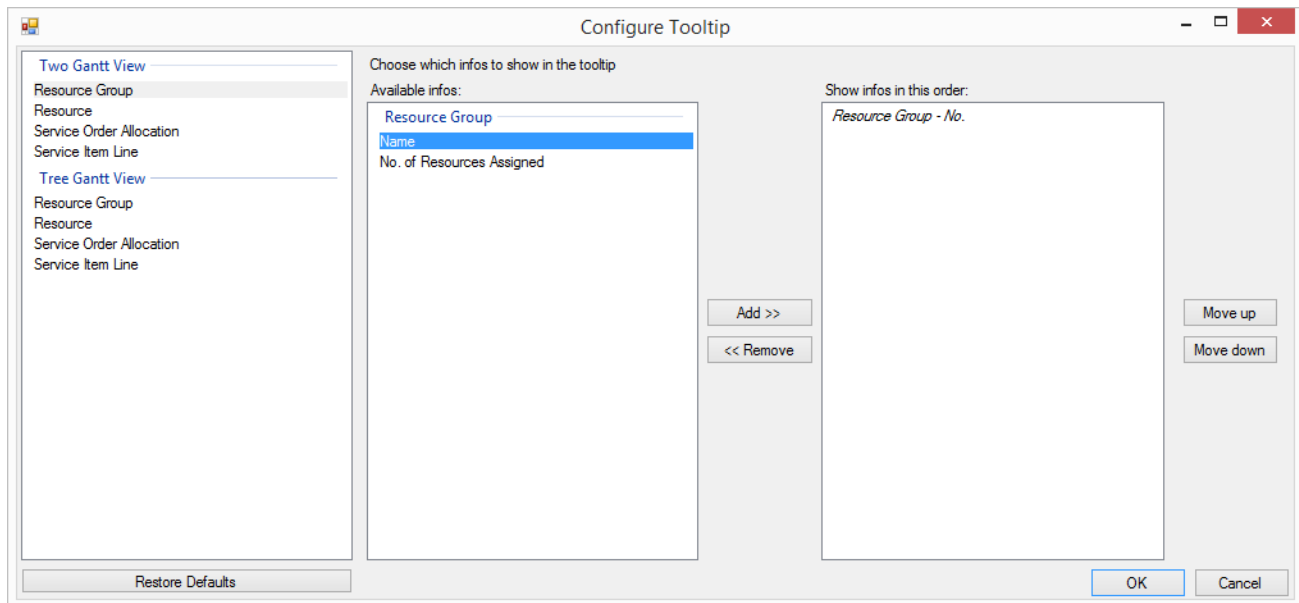 Configure Tooltip
Two Gantt View
Resource Group
Resource
Service Order Allocation
Service Item Line
Tree Gantt View
Resource Group
Resource
Service Order Allocation
Service Item Line
Restore Defaults
Choose which infos to show in the tooltip
Available infos:
Resource Group
Name
No. of Resources Assigned
Add >>
<< Remove
Show infos in this order:
Resource Group - No.
Move up
Move down
OK
Cancel